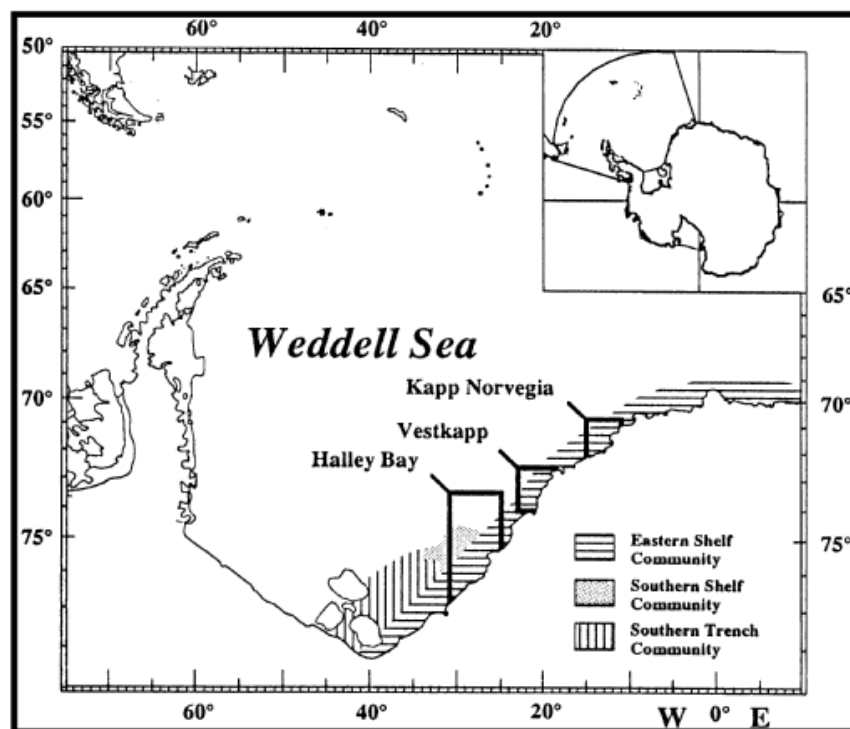 60° 40° 20°
50°
55°
60°
65° 65°
Weddell Sea
Kapp Norvegia
70° 70°
Vestkapp
Halley Bay
75° 75°
Eastern Shelf
Community
Southern Shelf
Community
Southern Trench
Community
60° 40° 20° W 0° E